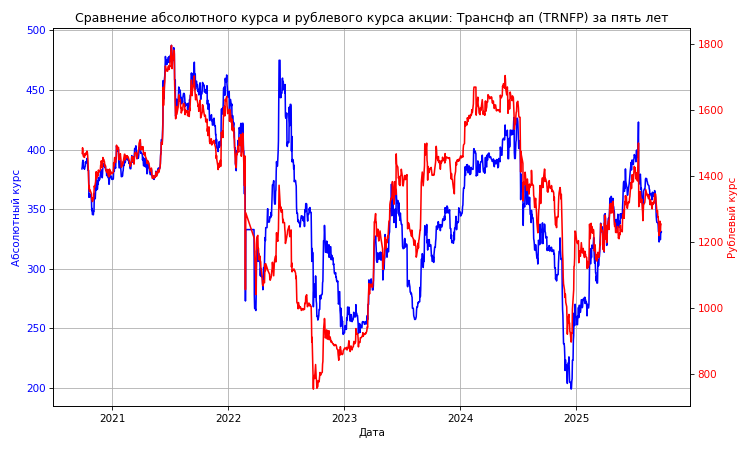 Сравнение абсолютного курса и рублевого курса акции: Транснф ап (TRNFP) за пять лет
500
450
400
350
300
250
200
Абсолютный курс
1800
1600
1400
1200
1000
800
Рублевый курс
2021 2022 2023 2024 2025
Дата